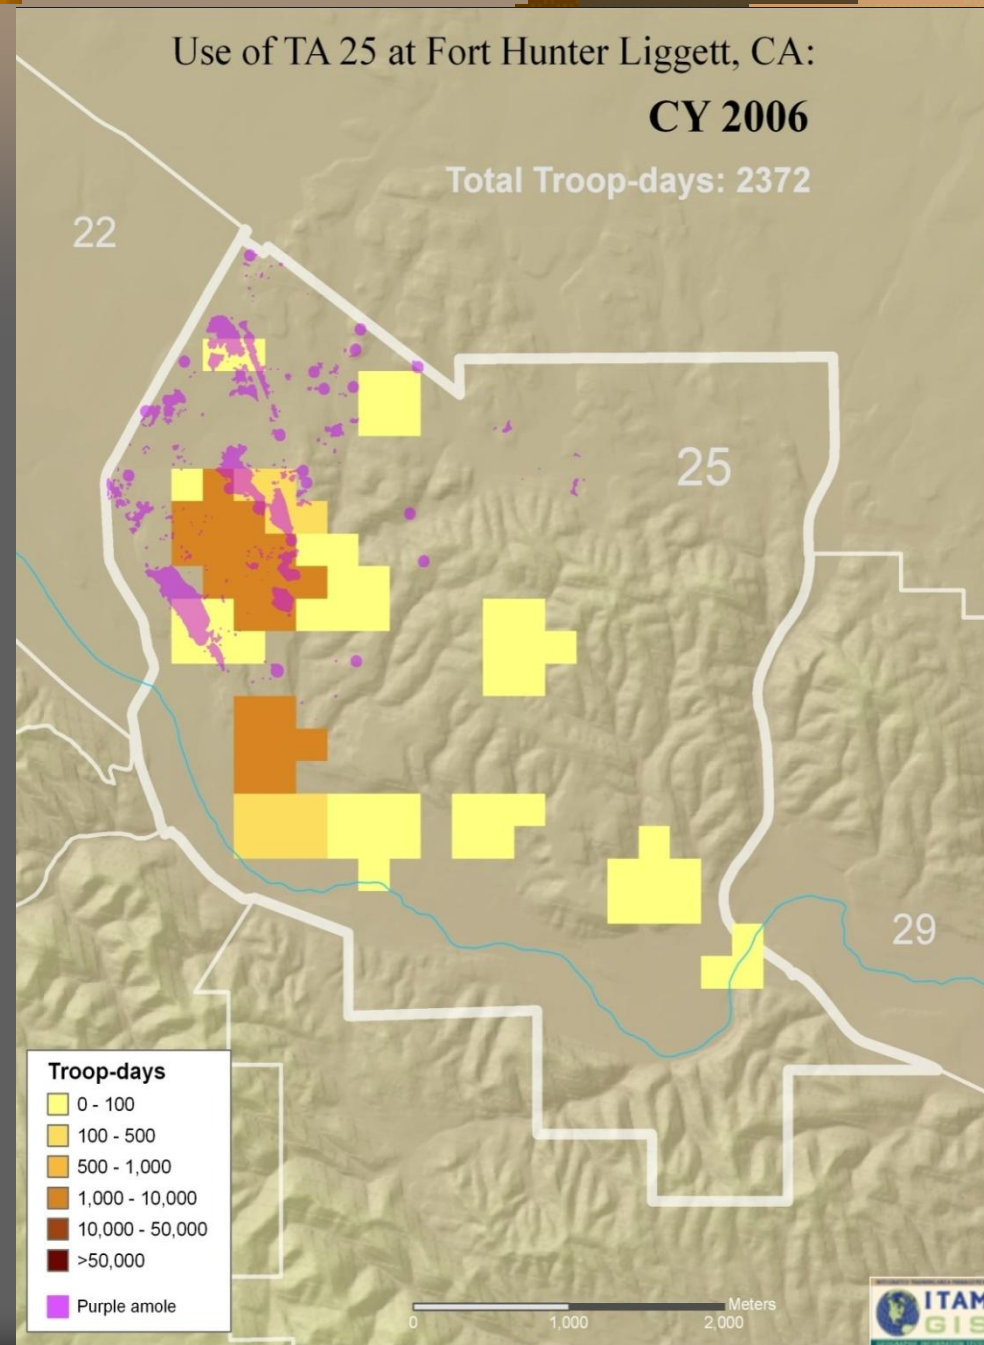 Use of TA 25 at Fort Hunter Liggett, CA:
CY 2006
Total Troop-days: 2372
22
25
29
Troop-days
0 - 100
100 - 500
500 - 1,000
1,000 - 10,000
10,000 - 50,000
>50,000
Purple amole
Meters
0 1,000 2,000
ITAM
GIS